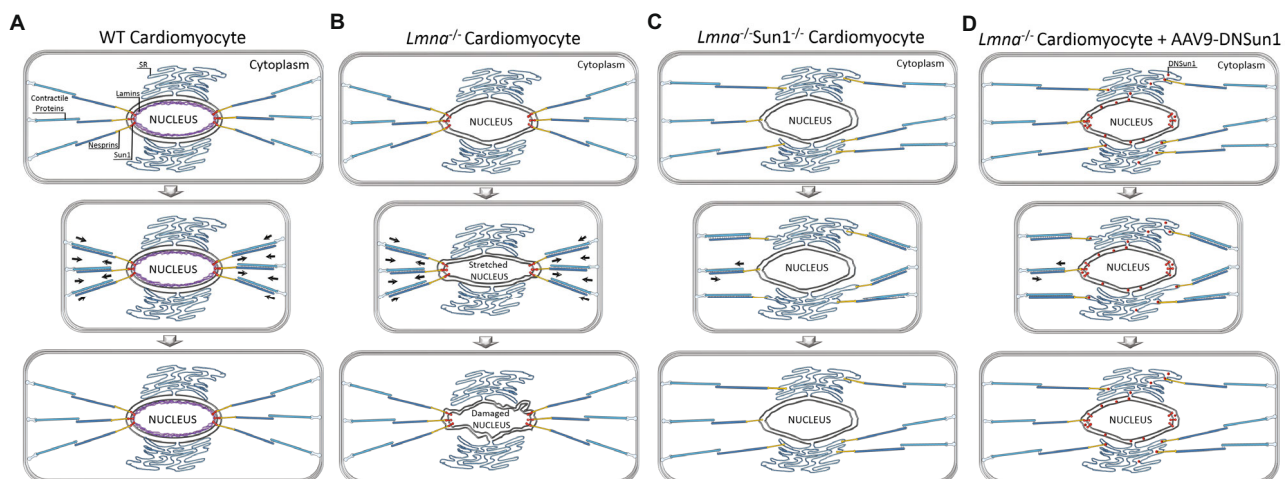 A
WT Cardiomyocyte
SR
Cytoplasm
Lamins
Contractile
Proteins
NUCLEUS
Nesprins
Sun1
NUCLEUS
NUCLEUS
B
Lmna-/- Cardiomyocyte
Cytoplasm
NUCLEUS
Stretched
NUCLEUS
Damaged
NUCLEUS
C
Lmna-/-Sun1-/- Cardiomyocyte
Cytoplasm
NUCLEUS
NUCLEUS
NUCLEUS
D
Lmna-/- Cardiomyocyte + AAV9-DNSun1
DNSun1
Cytoplasm
NUCLEUS
NUCLEUS
NUCLEUS